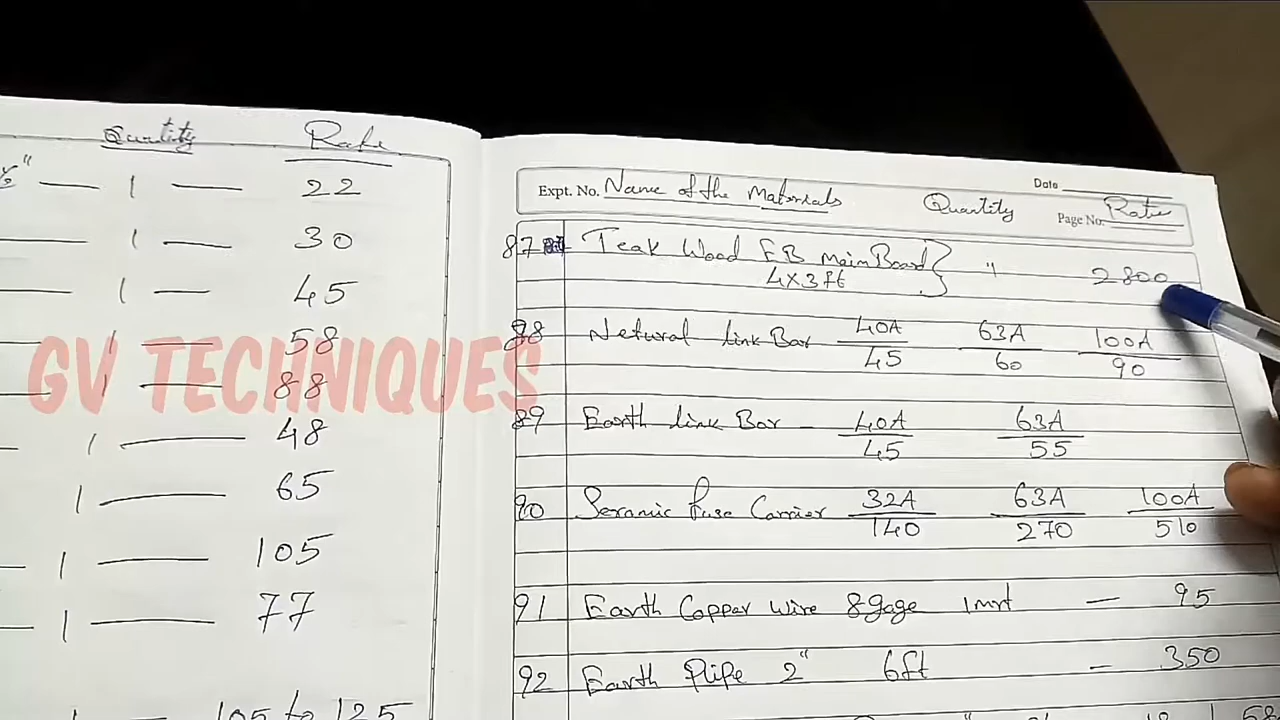 Quantity Rate
½" — 1 — 22
1 — 30
1 — 45
58
1 — 88
1 — 48
1 — 65
1 — 105
1 — 77
1 — 105 to 125
GV TECHNIQUES
Date
Expt. No. Name of the Materials Quantity Page No. Rate
87 Teak Wood EB Main Board } " 2800
4x3ft
88 Netural link Bar 40A 63A 100A
45 60 90
89 Earth link Bar - 40A 63A
45 55
90 Seramic fuse Carrier 32A 63A 100A
140 270 510
91 Earth Copper wire 8gage 1mrt — 95
92 Earth Pipe 2" 6ft — 350